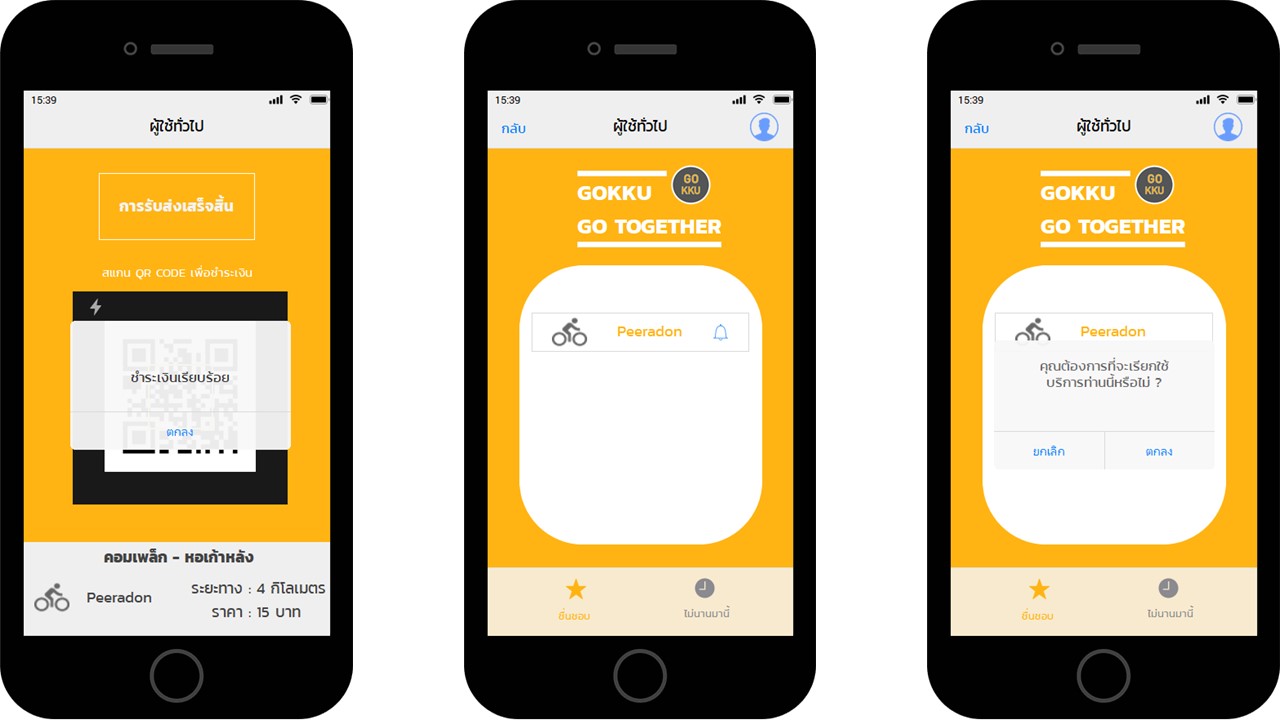 15:39
ผู้ใช้ทั่วไป
การรับส่งเสร็จสิ้น
สแกน QR CODE เพื่อชำระเงิน
ชำระเงินเรียบร้อย
ตกลง
คอมเพล็ก - หอเก้าหลัง
Peeradon
ระยะทาง : 4 กิโลเมตร
ราคา : 15 บาท
15:39
กลับ
ผู้ใช้ทั่วไป
GOKKU
GO
KKU
GO TOGETHER
Peeradon
ชื่นชอบ
ไม่นานมานี้
15:39
กลับ
ผู้ใช้ทั่วไป
GOKKU
GO
KKU
GO TOGETHER
Peeradon
คุณต้องการที่จะเรียกใช้
บริการท่านนี้หรือไม่ ?
ยกเลิก
ตกลง
ชื่นชอบ
ไม่นานมานี้